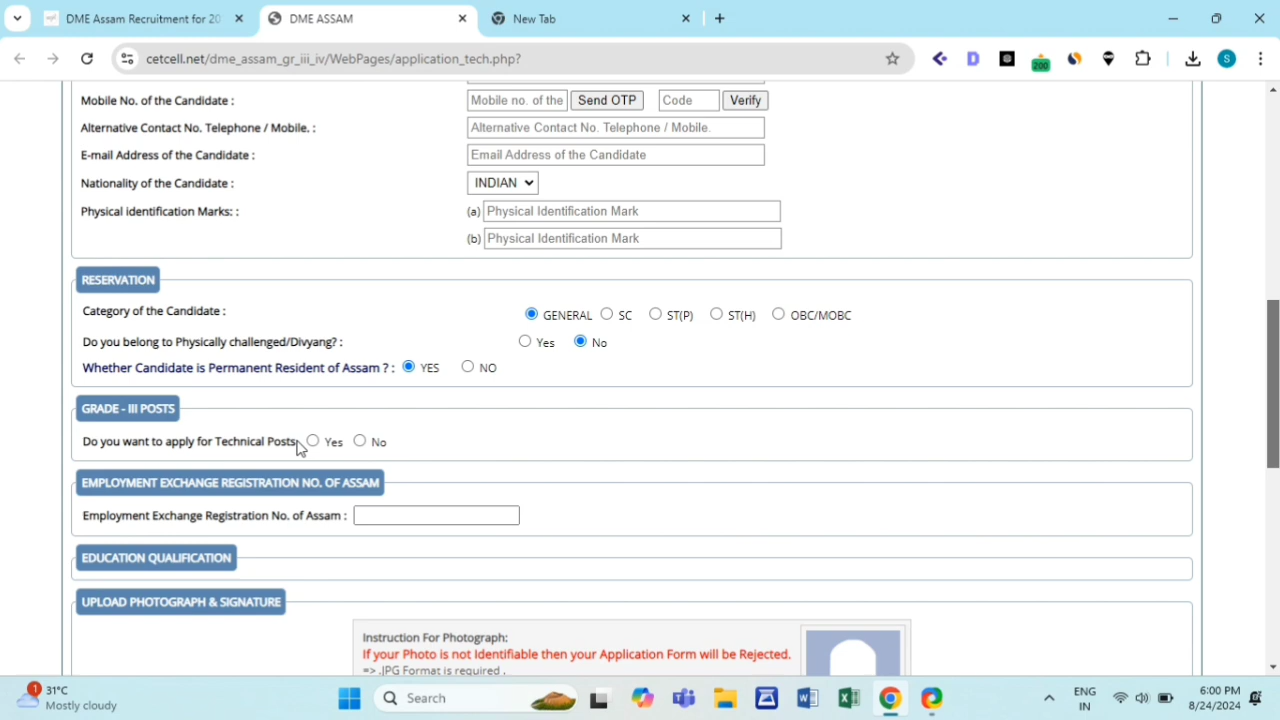 DME Assam Recruitment for 20
DME ASSAM
New Tab
cetcell.net/dme_assam_gr_iii_iv/WebPages/application_tech.php?
200
S
Mobile No. of the Candidate : Mobile no. of the Send OTP Code Verify
Alternative Contact No. Telephone / Mobile. : Alternative Contact No. Telephone / Mobile.
E-mail Address of the Candidate : Email Address of the Candidate
Nationality of the Candidate : INDIAN
Physical identification Marks: : (a) Physical Identification Mark
(b) Physical Identification Mark
RESERVATION
Category of the Candidate : GENERAL SC ST(P) ST(H) OBC/MOBC
Do you belong to Physically challenged/Divyang? : Yes No
Whether Candidate is Permanent Resident of Assam ? : YES NO
GRADE - III POSTS
Do you want to apply for Technical Posts Yes No
EMPLOYMENT EXCHANGE REGISTRATION NO. OF ASSAM
Employment Exchange Registration No. of Assam :
EDUCATION QUALIFICATION
UPLOAD PHOTOGRAPH & SIGNATURE
Instruction For Photograph:
If your Photo is not Identifiable then your Application Form will be Rejected.
=> .JPG Format is required .
1
31°C
Mostly cloudy
Search
ENG
IN
6:00 PM
8/24/2024